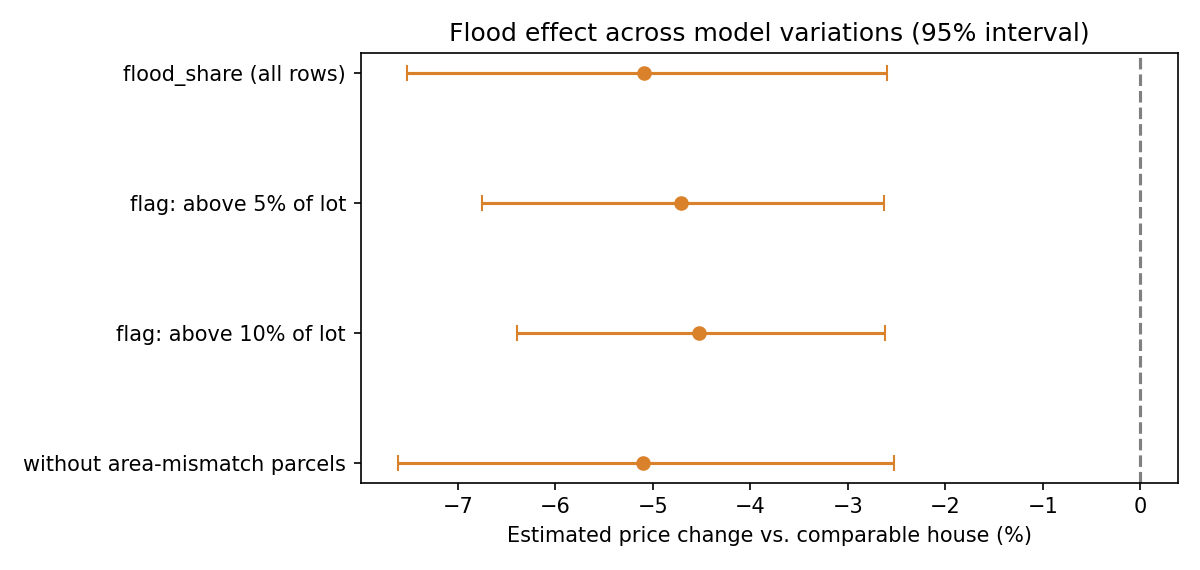 Flood effect across model variations (95% interval)
flood_share (all rows)
flag: above 5% of lot
flag: above 10% of lot
without area-mismatch parcels
−7 −6 −5 −4 −3 −2 −1 0
Estimated price change vs. comparable house (%)